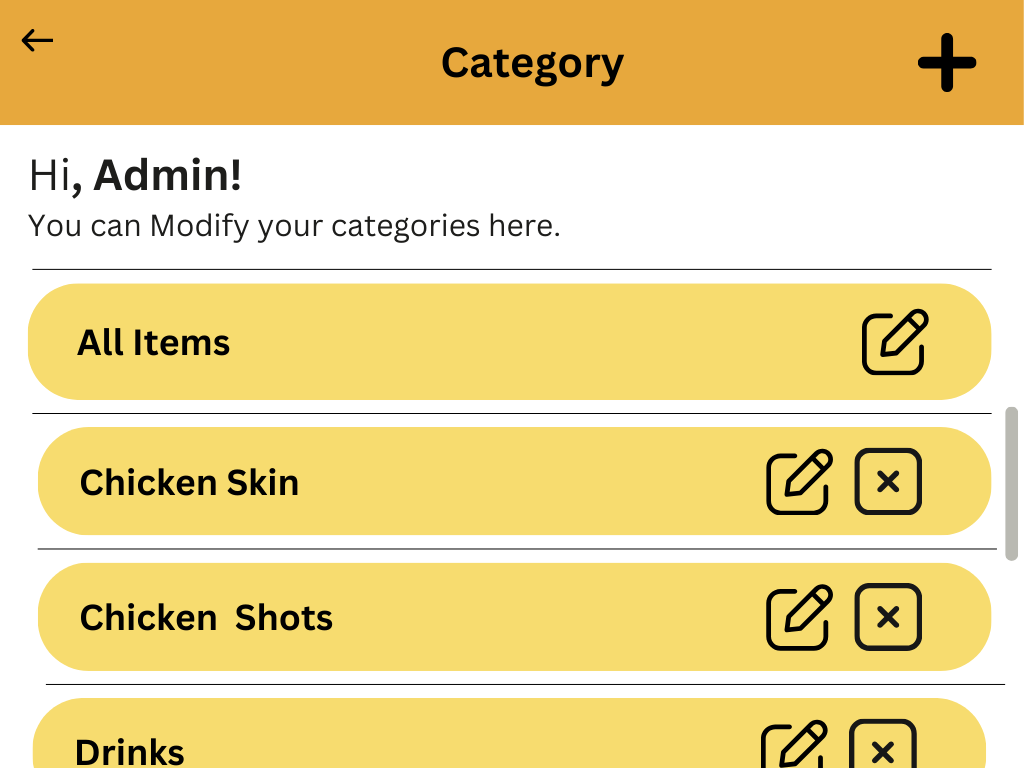 Category
Hi, Admin!
You can Modify your categories here.
All Items
Chicken Skin
Chicken  Shots
Drinks